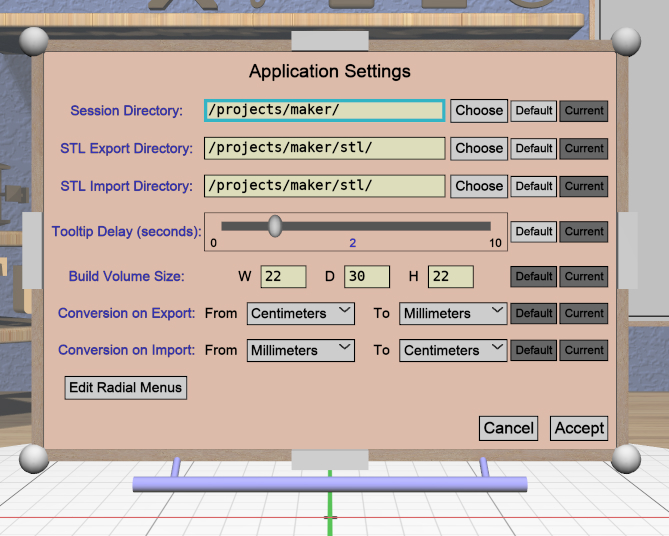 Application Settings
Session Directory: /projects/maker/ Choose Default Current
STL Export Directory: /projects/maker/stl/ Choose Default Current
STL Import Directory: /projects/maker/stl/ Choose Default Current
Tooltip Delay (seconds): 0 2 10 Default Current
Build Volume Size: W 22 D 30 H 22 Default Current
Conversion on Export: From Centimeters To Millimeters Default Current
Conversion on Import: From Millimeters To Centimeters Default Current
Edit Radial Menus
Cancel Accept